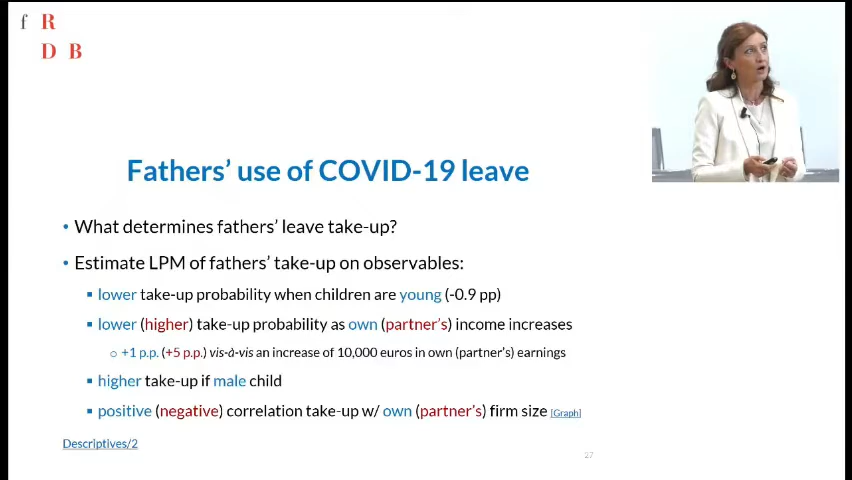 f R
D B
Fathers' use of COVID-19 leave
• What determines fathers' leave take-up?
• Estimate LPM of fathers' take-up on observables:
▪ lower take-up probability when children are young (-0.9 pp)
▪ lower (higher) take-up probability as own (partner's) income increases
○ +1 p.p. (+5 p.p.) vis-à-vis an increase of 10,000 euros in own (partner's) earnings
▪ higher take-up if male child
▪ positive (negative) correlation take-up w/ own (partner's) firm size [Graph]
Descriptives/2
27